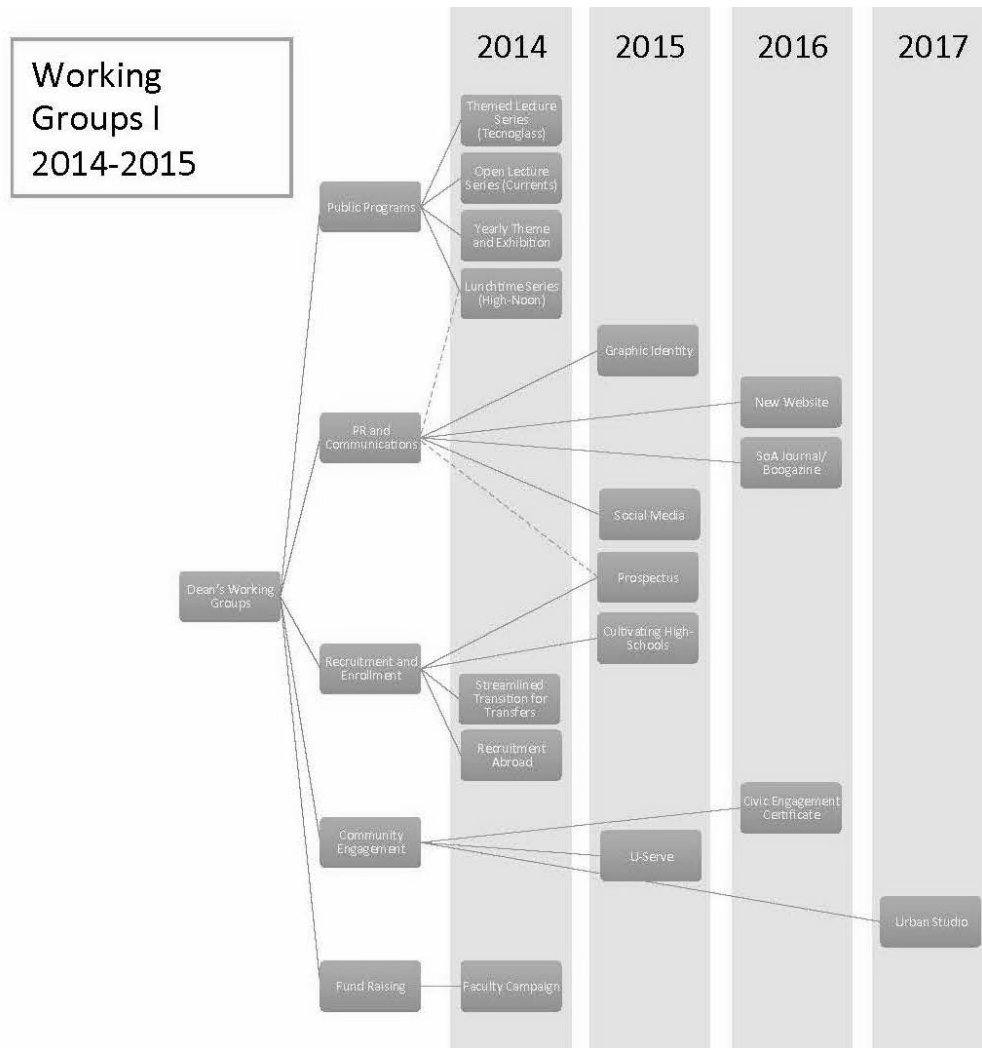 Working
Groups I
2014-2015
2014
2015
2016
2017
Themed Lecture
Series
(Tecnoglass)
Open Lecture
Series (Currents)
Public Programs
Yearly Theme
and Exhibition
Lunchtime Series
(High-Noon)
Graphic Identity
New Website
PR and
Communications
SoA Journal/
Boogazine
Social Media
Prospectus
Dean's Working
Groups
Cultivating High-
Schools
Recruitment and
Enrollment
Streamlined
Transition for
Transfers
Recruitment
Abroad
Civic Engagement
Certificate
Community
Engagement
U-Serve
Urban Studio
Fund Raising
Faculty Campaign